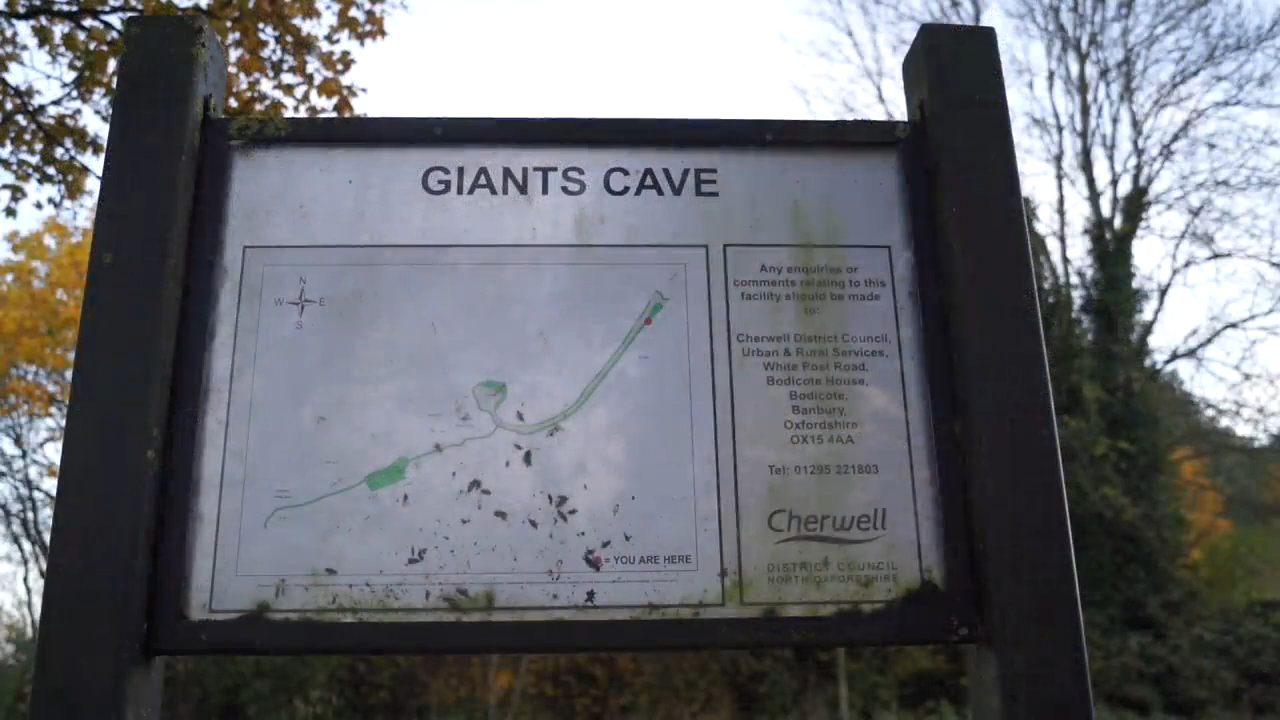 GIANTS CAVE
N
W E
S
= YOU ARE HERE
Any enquiries or
comments relating to this
facility should be made
to:
Cherwell District Council,
Urban & Rural Services,
White Post Road,
Bodicote House,
Bodicote,
Banbury,
Oxfordshire
OX15 4AA
Tel: 01295 221803
Cherwell
DISTRICT COUNCIL
NORTH OXFORDSHIRE